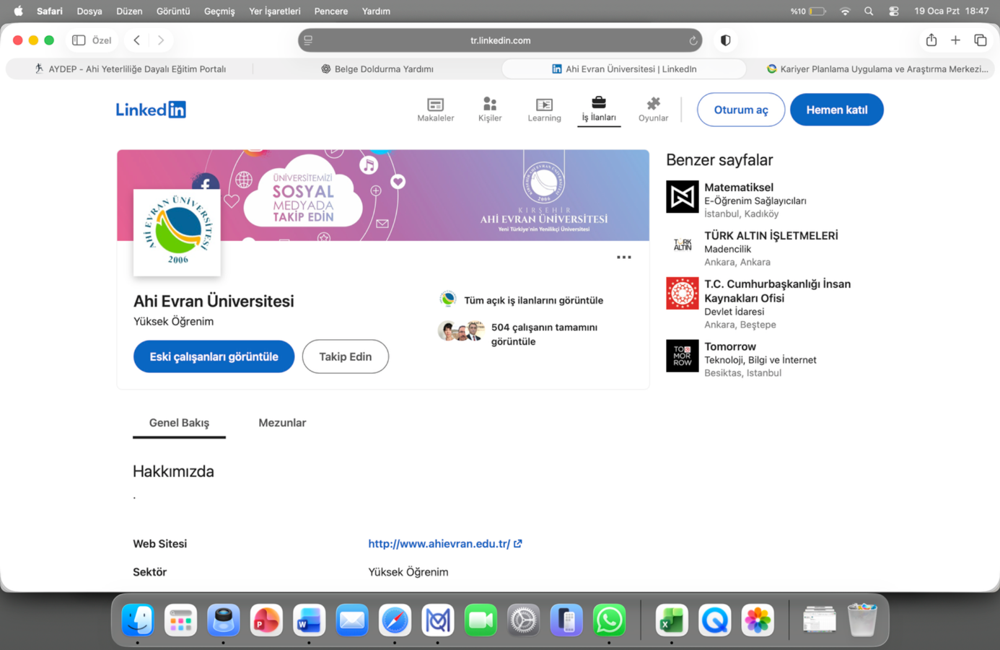 Safari Dosya Düzen Görüntü Geçmiş Yer İşaretleri Pencere Yardım %10 19 Oca Pzt 18:47
Özel tr.linkedin.com
AYDEP - Ahi Yeterliliğe Dayalı Eğitim Portalı Belge Doldurma Yardımı Ahi Evran Üniversitesi | LinkedIn Kariyer Planlama Uygulama ve Araştırma Merkezi...
Linked in
Makaleler Kişiler Learning İş İlanları Oyunlar
Oturum aç Hemen katıl
ÜNİVERSİTEMİZİ
SOSYAL
MEDYADA
TAKİP EDİN
KIRŞEHİR
AHİ EVRAN ÜNİVERSİTESİ
Yeni Türkiye'nin Yenilikçi Üniversitesi
AHİ EVRAN ÜNİVERSİTESİ
2006
Ahi Evran Üniversitesi
Yüksek Öğrenim
Eski çalışanları görüntüle Takip Edin
Tüm açık iş ilanlarını görüntüle
504 çalışanın tamamını
görüntüle
Benzer sayfalar
Matematiksel
E-Öğrenim Sağlayıcıları
İstanbul, Kadıköy
TÜRK
ALTIN
TÜRK ALTIN İŞLETMELERİ
Madencilik
Ankara, Ankara
T.C. Cumhurbaşkanlığı İnsan
Kaynakları Ofisi
Devlet İdaresi
Ankara, Beştepe
TO
MOR
ROW
Tomorrow
Teknoloji, Bilgi ve İnternet
Besiktas, Istanbul
Genel Bakış Mezunlar
Hakkımızda
.
Web Sitesi http://www.ahievran.edu.tr/
Sektör Yüksek Öğrenim